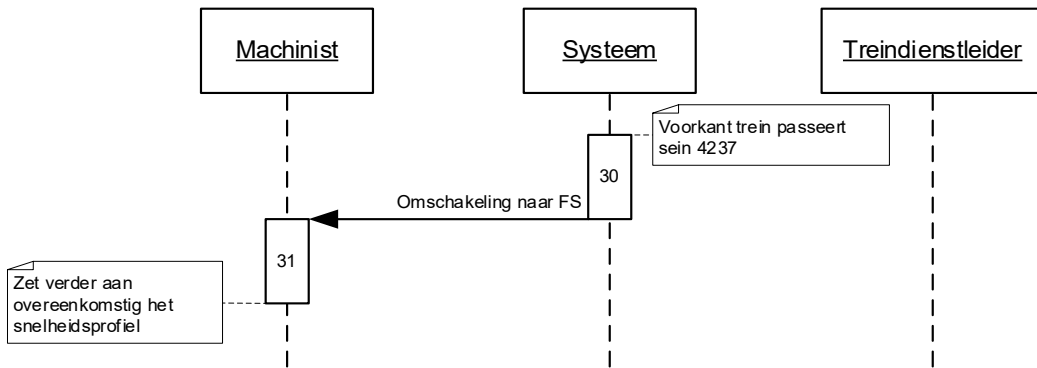 Machinist
Systeem
Treindienstleider
Voorkant trein passeert
sein 4237
30
Omschakeling naar FS
31
Zet verder aan
overeenkomstig het
snelheidsprofiel